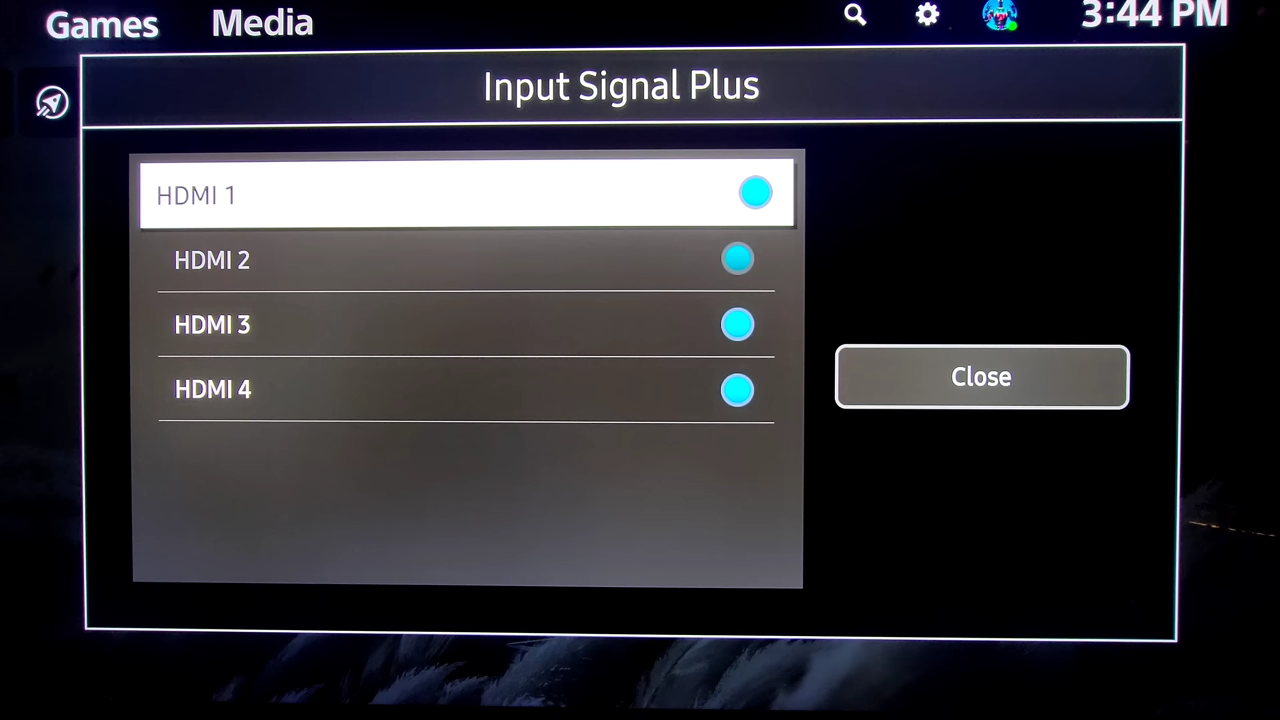 Games Media 3:44 PM
Input Signal Plus
HDMI 1
HDMI 2
HDMI 3
HDMI 4
Close